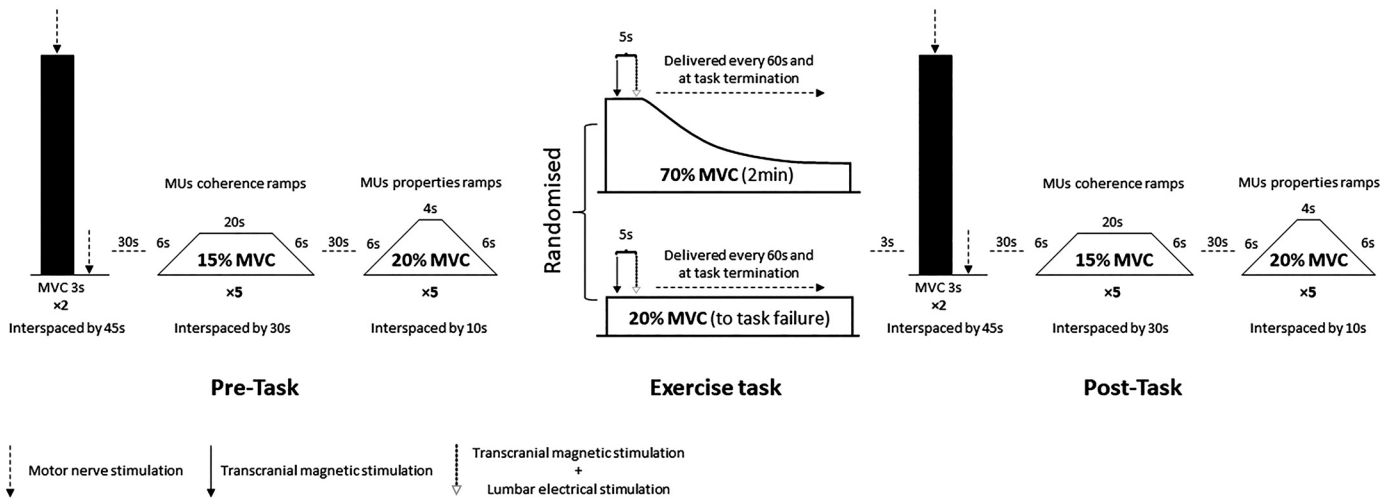 MVC 3s
×2
Interspaced by 45s
30s
MUs coherence ramps
20s
6s
6s
15% MVC
×5
Interspaced by 30s
30s
MUs properties ramps
4s
6s
6s
20% MVC
×5
Interspaced by 10s
Pre-Task
Randomised
5s
Delivered every 60s and
at task termination
70% MVC (2min)
5s
Delivered every 60s and
at task termination
20% MVC (to task failure)
Exercise task
3s
MVC 3s
×2
Interspaced by 45s
30s
MUs coherence ramps
20s
6s
6s
15% MVC
×5
Interspaced by 30s
30s
MUs properties ramps
4s
6s
6s
20% MVC
×5
Interspaced by 10s
Post-Task
Motor nerve stimulation
Transcranial magnetic stimulation
Transcranial magnetic stimulation
+
Lumbar electrical stimulation